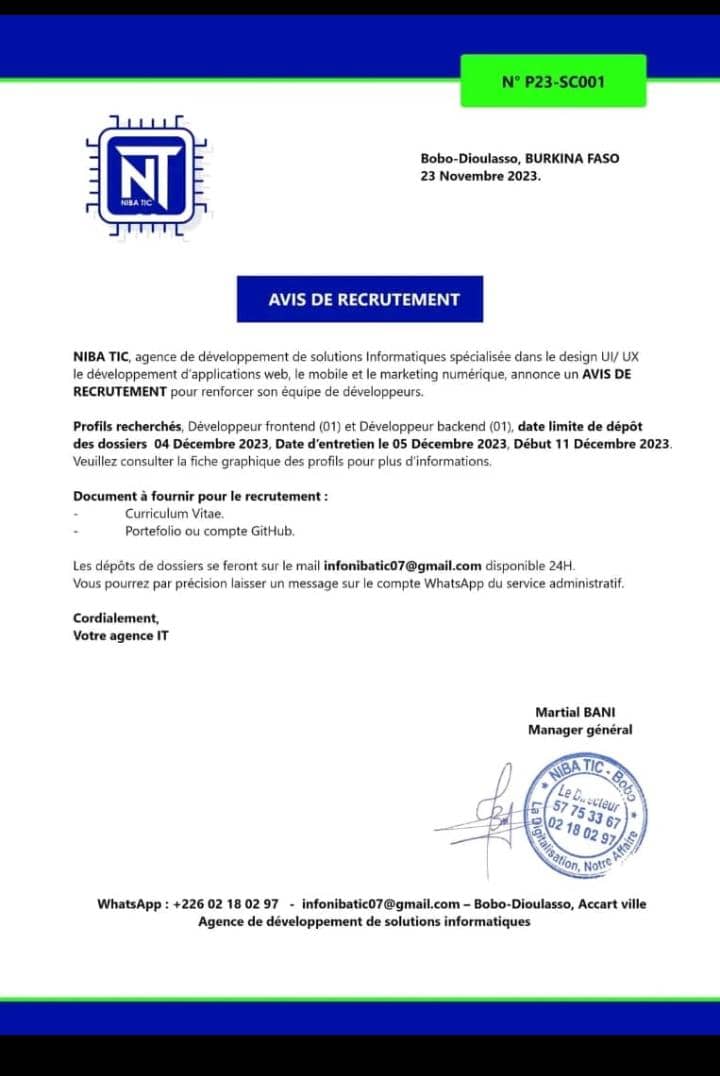 N° P23-SC001
NT
NIBA TIC
Bobo-Dioulasso, BURKINA FASO
23 Novembre 2023.
AVIS DE RECRUTEMENT
NIBA TIC, agence de développement de solutions Informatiques spécialisée dans le design UI/ UX
le développement d'applications web, le mobile et le marketing numérique, annonce un AVIS DE
RECRUTEMENT pour renforcer son équipe de développeurs.
Profils recherchés, Développeur frontend (01) et Développeur backend (01), date limite de dépôt
des dossiers 04 Décembre 2023, Date d'entretien le 05 Décembre 2023, Début 11 Décembre 2023.
Veuillez consulter la fiche graphique des profils pour plus d'informations.
Document à fournir pour le recrutement :
- Curriculum Vitae.
- Portefolio ou compte GitHub.
Les dépôts de dossiers se feront sur le mail infonibatic07@gmail.com disponible 24H.
Vous pourrez par précision laisser un message sur le compte WhatsApp du service administratif.
Cordialement,
Votre agence IT
Martial BANI
Manager général
NIBA TIC - Bobo
Le Directeur
57 75 33 67
02 18 02 97
La Digitalisation, Notre Affaire
WhatsApp : +226 02 18 02 97 - infonibatic07@gmail.com – Bobo-Dioulasso, Accart ville
Agence de développement de solutions informatiques